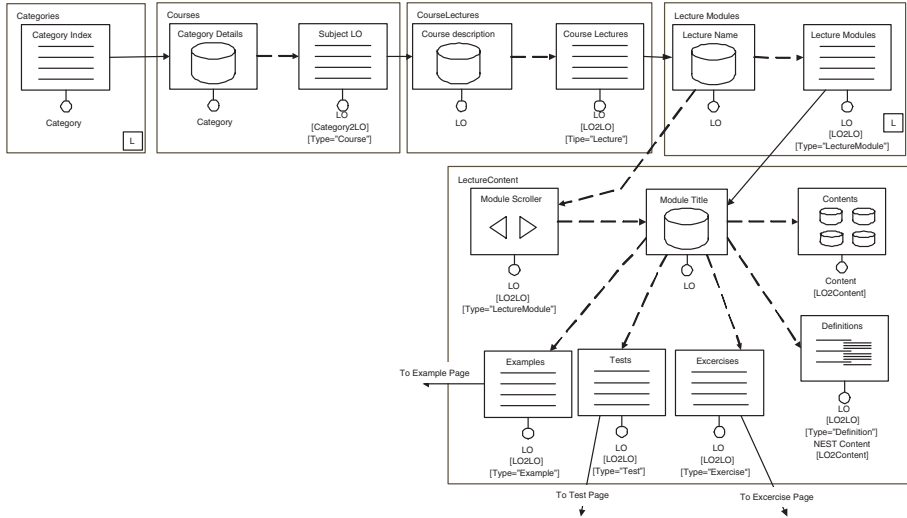 Categories
Category Index
Category
L
Courses
Category Details
Category
Subject LO
LO
[Category2LO]
[Type="Course"]
CourseLectures
Course description
LO
Course Lectures
LO
[LO2LO]
[Tipe="Lecture"]
Lecture Modules
Lecture Name
LO
Lecture Modules
LO
[LO2LO]
[Type="LectureModule"]
L
LectureContent
Module Scroller
LO
[LO2LO]
[Type="LectureModule"]
Module Title
LO
Contents
Content
[LO2Content]
Definitions
LO
[LO2LO]
[Type="Definition"]
NEST Content
[LO2Content]
To Example Page
Examples
LO
[LO2LO]
[Type="Example"]
Tests
LO
[LO2LO]
[Type="Test"]
Excercises
LO
[LO2LO]
[Type="Exercise"]
To Test Page
To Excercise Page